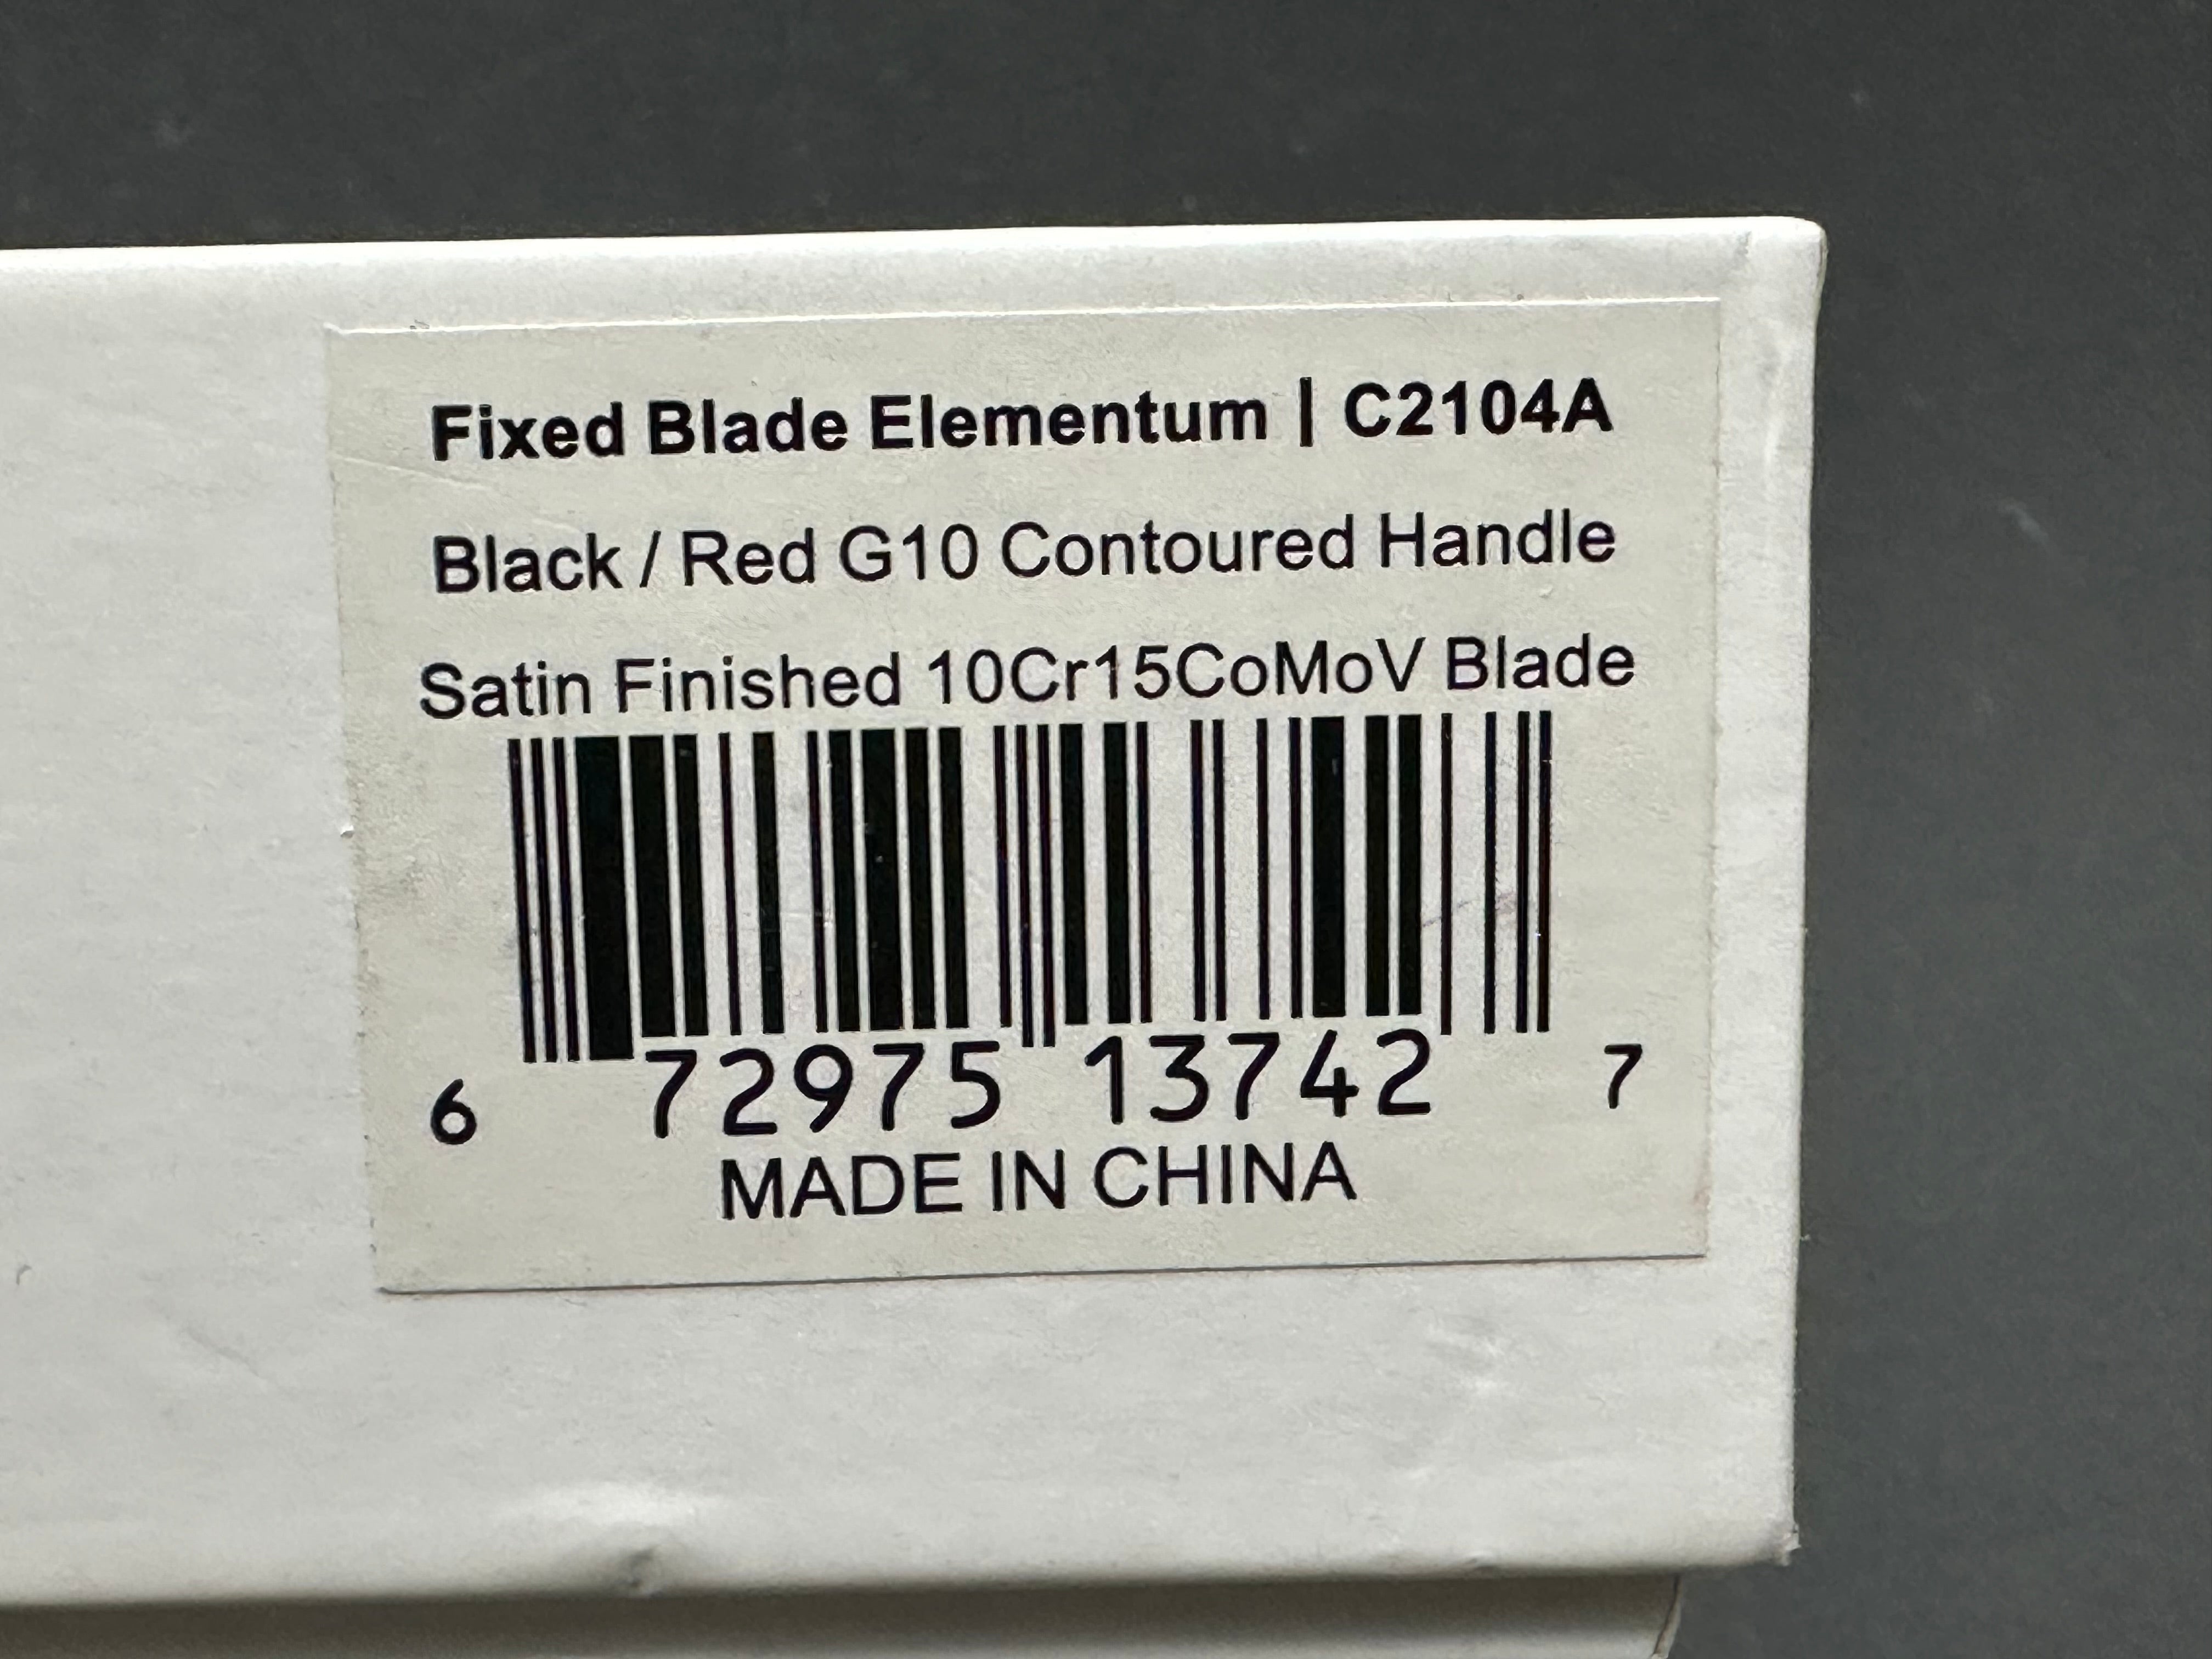 Fixed Blade Elementum | C2104A
Black / Red G10 Contoured Handle
Satin Finished 10Cr15CoMoV Blade
6 72975 13742 7
MADE IN CHINA